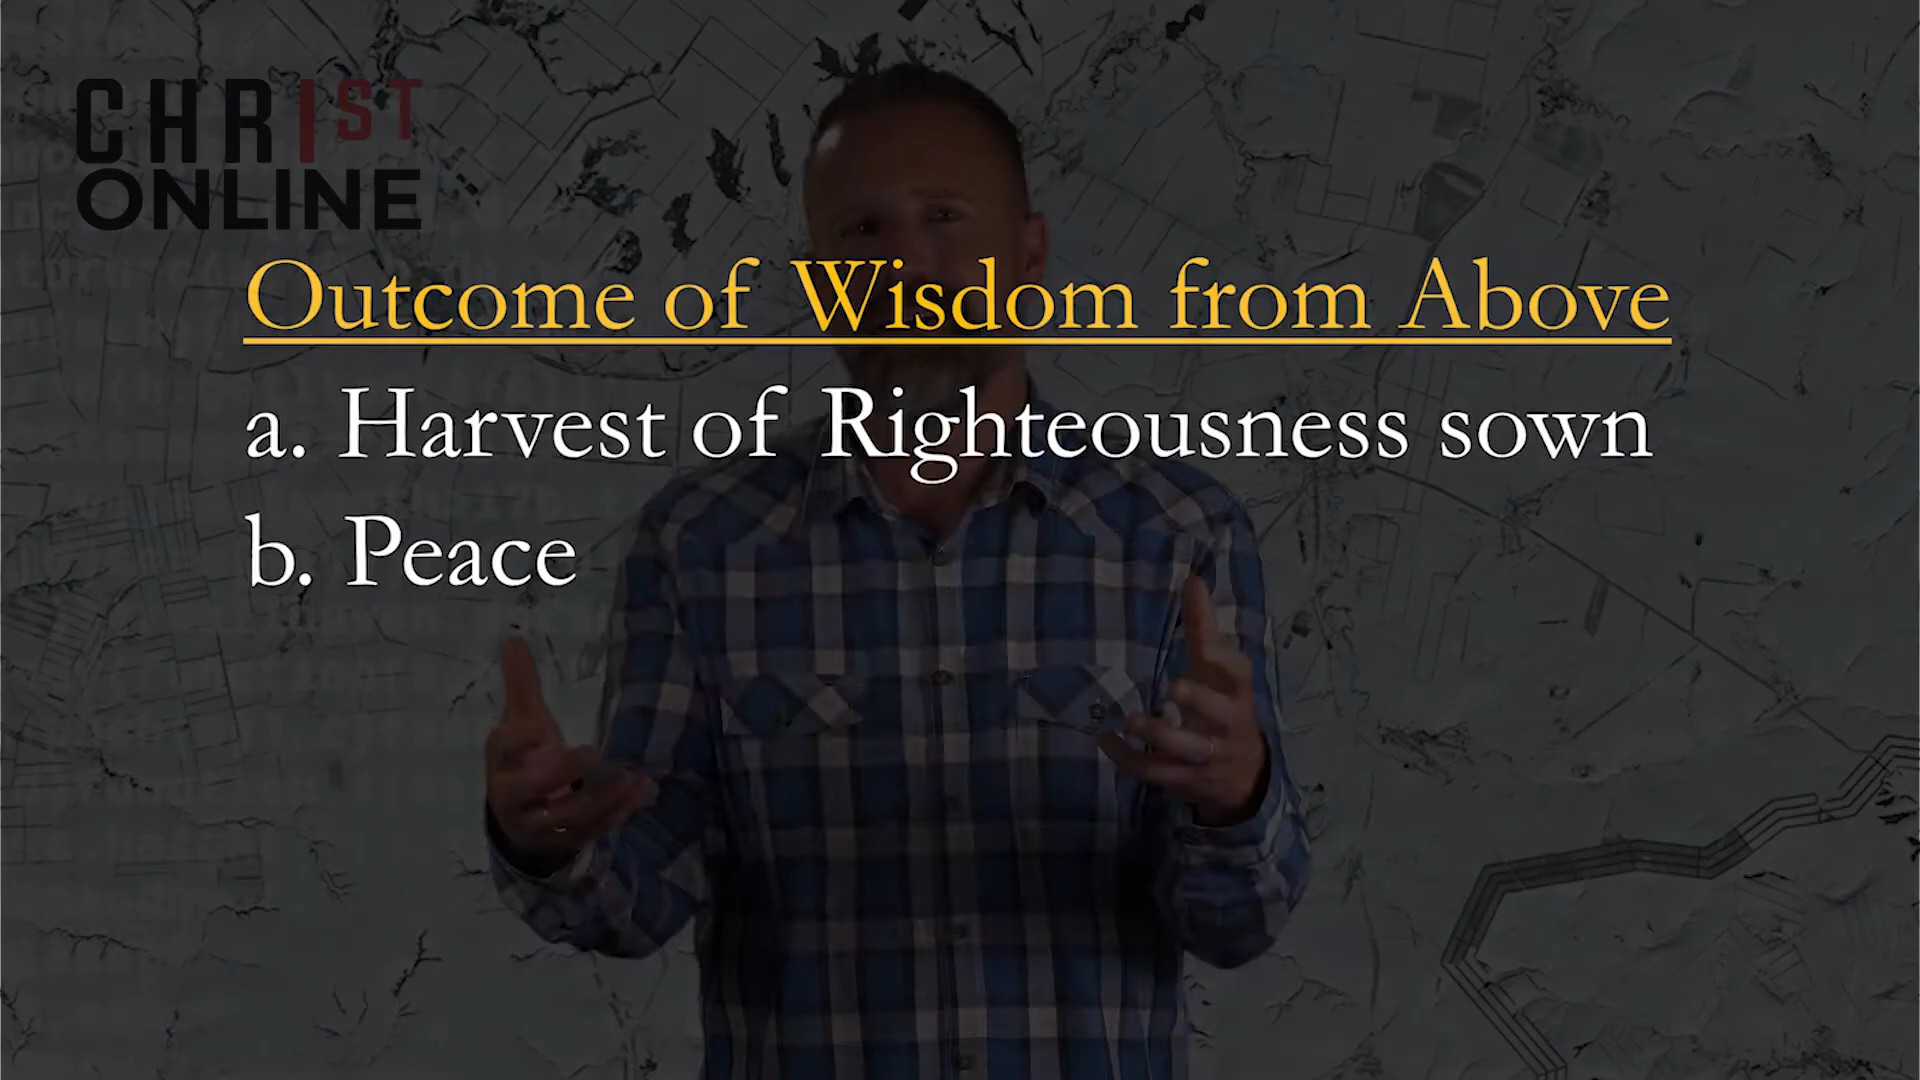 CHRIST
ONLINE
Outcome of Wisdom from Above
a. Harvest of Righteousness sown
b. Peace